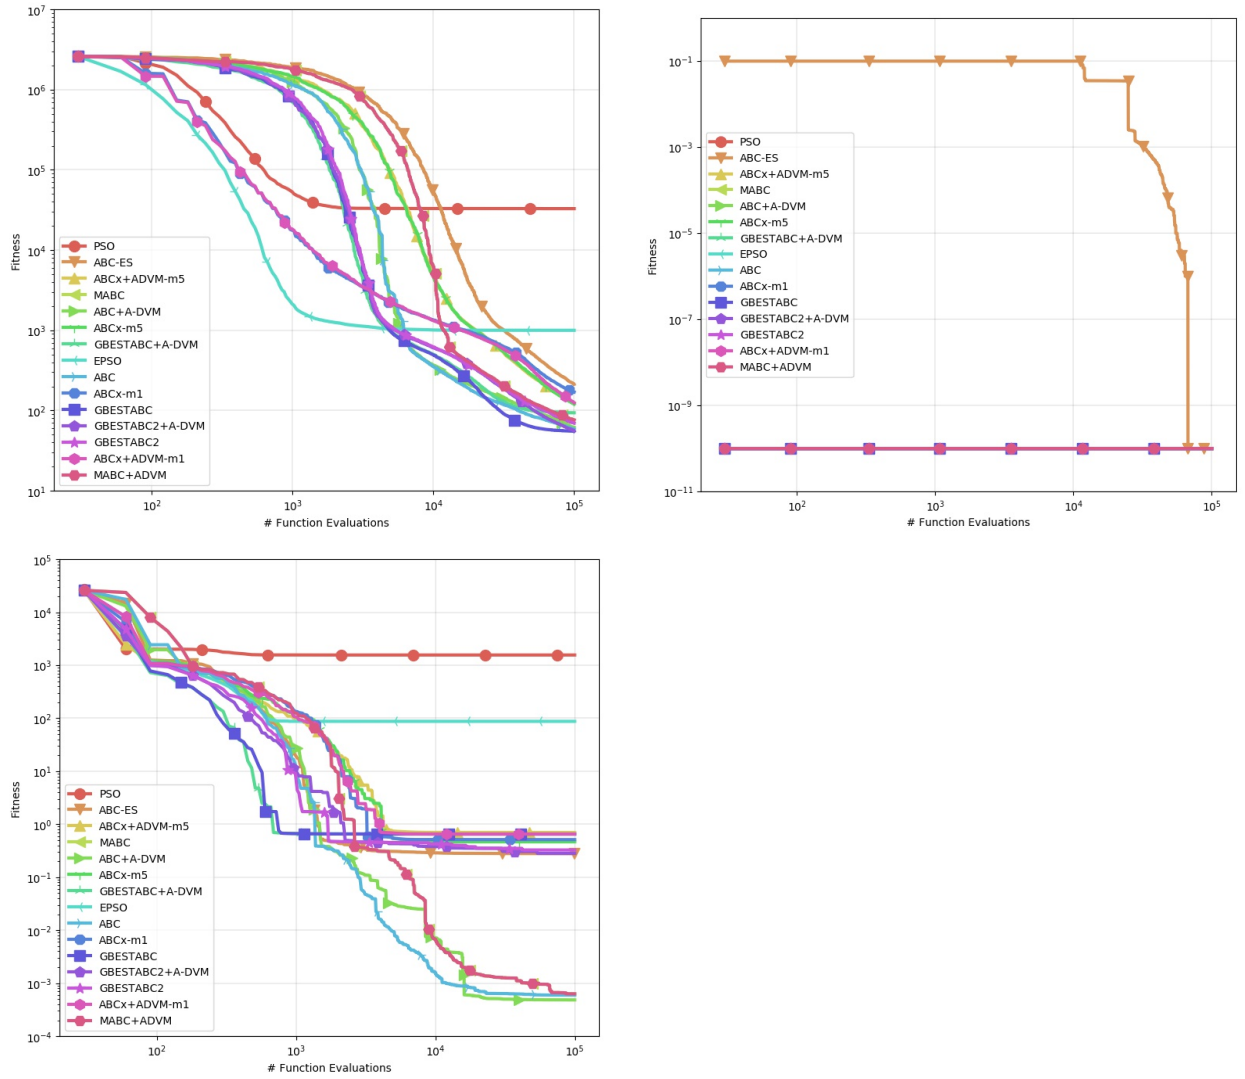 10^7
10^6
10^5
10^4
10^3
10^2
10^1
Fitness
PSO
ABC-ES
ABCx+ADVM-m5
MABC
ABC+A-DVM
ABCx-m5
GBESTABC+A-DVM
EPSO
ABC
ABCx-m1
GBESTABC
GBESTABC2+A-DVM
GBESTABC2
ABCx+ADVM-m1
MABC+ADVM
10^2
10^3
10^4
10^5
# Function Evaluations
10^-1
10^-3
10^-5
10^-7
10^-9
10^-11
Fitness
PSO
ABC-ES
ABCx+ADVM-m5
MABC
ABC+A-DVM
ABCx-m5
GBESTABC+A-DVM
EPSO
ABC
ABCx-m1
GBESTABC
GBESTABC2+A-DVM
GBESTABC2
ABCx+ADVM-m1
MABC+ADVM
10^2
10^3
10^4
10^5
# Function Evaluations
10^5
10^4
10^3
10^2
10^1
10^0
10^-1
10^-2
10^-3
10^-4
Fitness
PSO
ABC-ES
ABCx+ADVM-m5
MABC
ABC+A-DVM
ABCx-m5
GBESTABC+A-DVM
EPSO
ABC
ABCx-m1
GBESTABC
GBESTABC2+A-DVM
GBESTABC2
ABCx+ADVM-m1
MABC+ADVM
10^2
10^3
10^4
10^5
# Function Evaluations